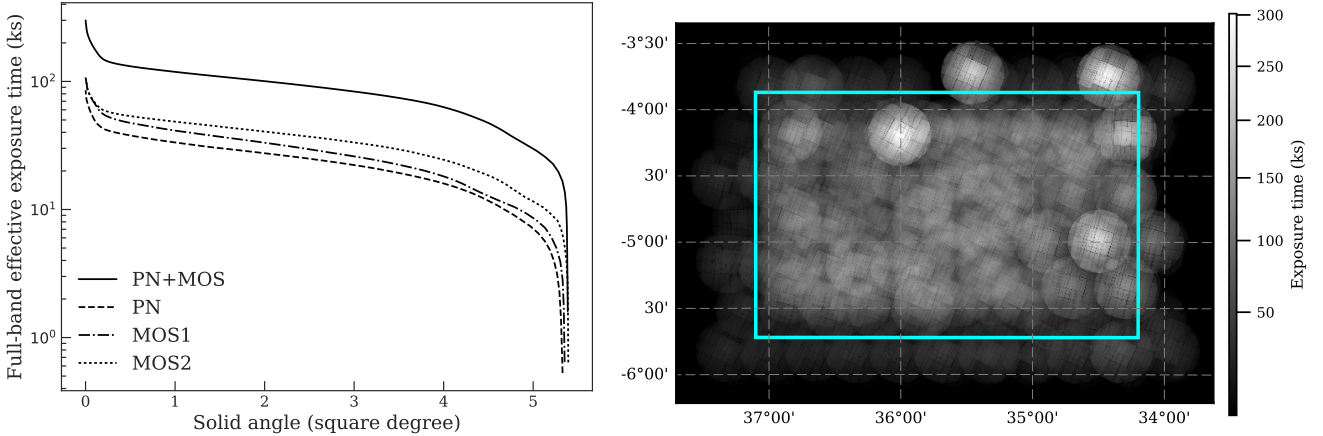 Full-band effective exposure time (ks)
10²
10¹
10⁰
PN+MOS
PN
MOS1
MOS2
0 1 2 3 4 5
Solid angle (square degree)
-3°30'
-4°00'
30'
-5°00'
30'
-6°00'
37°00' 36°00' 35°00' 34°00'
300
250
200
150
100
50
Exposure time (ks)